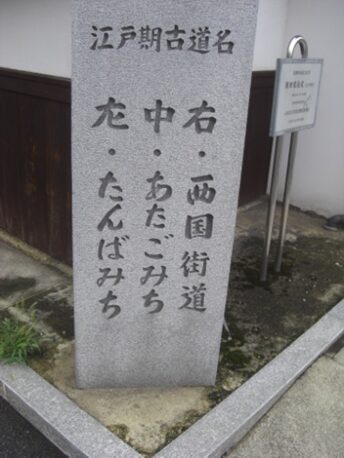 江戸期古道名
右・西国街道
中・あたごみち
左・たんばみち